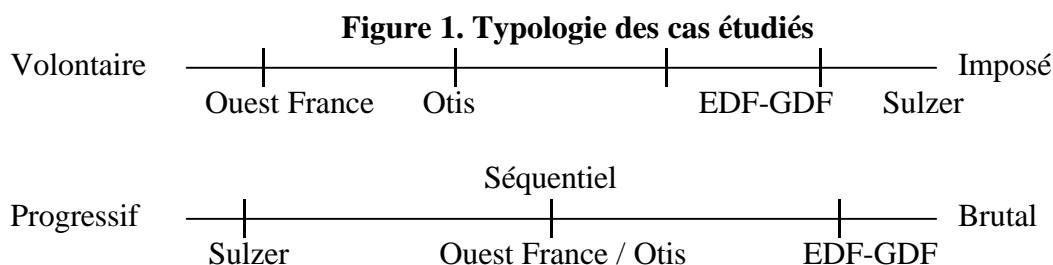 Figure 1. Typologie des cas étudiés
Volontaire Imposé
Ouest France Otis EDF-GDF Sulzer
Séquentiel
Progressif Brutal
Sulzer Ouest France / Otis EDF-GDF